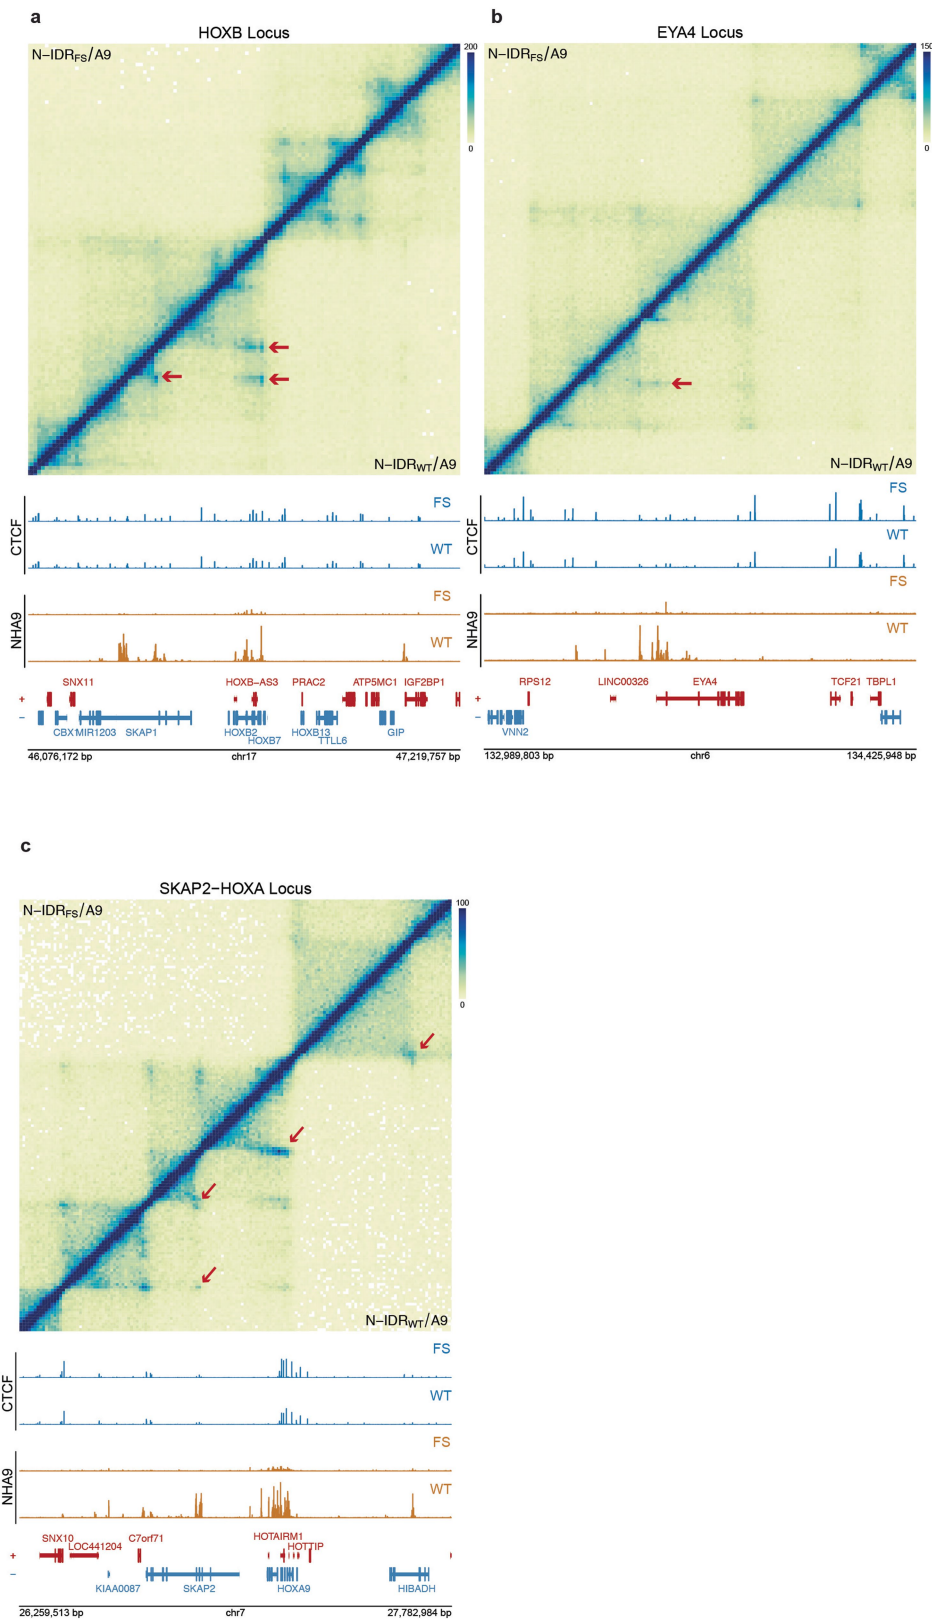 a
HOXB Locus
N-IDRFS/A9
200
0
N-IDRWT/A9
CTCF
FS
WT
NHA9
FS
WT
SNX11 HOXB-AS3 PRAC2 ATP5MC1 IGF2BP1
+
−
CBX MIR1203 SKAP1 HOXB2 HOXB13 GIP
HOXB7 TTLL6
46,076,172 bp chr17 47,219,757 bp
b
EYA4 Locus
N-IDRFS/A9
150
0
N-IDRWT/A9
CTCF
FS
WT
NHA9
FS
WT
RPS12 LINC00326 EYA4 TCF21 TBPL1
+
−
VNN2
132,989,803 bp chr6 134,425,948 bp
c
SKAP2-HOXA Locus
N-IDRFS/A9
100
0
N-IDRWT/A9
CTCF
FS
WT
NHA9
FS
WT
SNX10 C7orf71 HOTAIRM1
LOC441204 HOTTIP
+
−
KIAA0087 SKAP2 HOXA9 HIBADH
26,259,513 bp chr7 27,782,984 bp